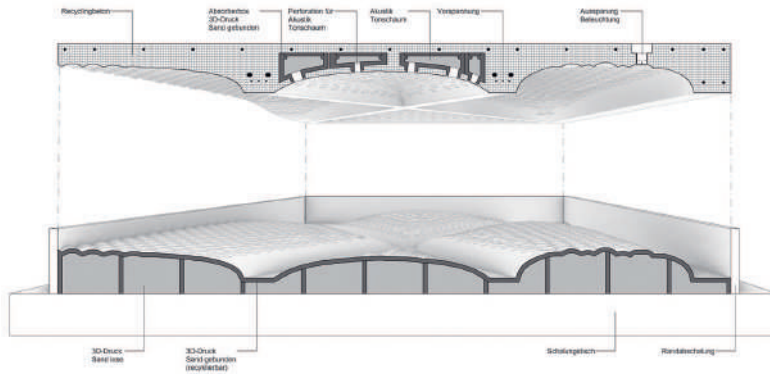 Recyclingbeton
Absorberbox
3D-Druck
Sand gebunden
Perforation für
Akustik
Tonschaum
Akustik
Tonschaum
Vorspannung
Aussparung
Beleuchtung
3D-Druck
Sand lose
3D-Druck
Sand gebunden
(recyclierbar)
Schalungstisch
Randabschalung